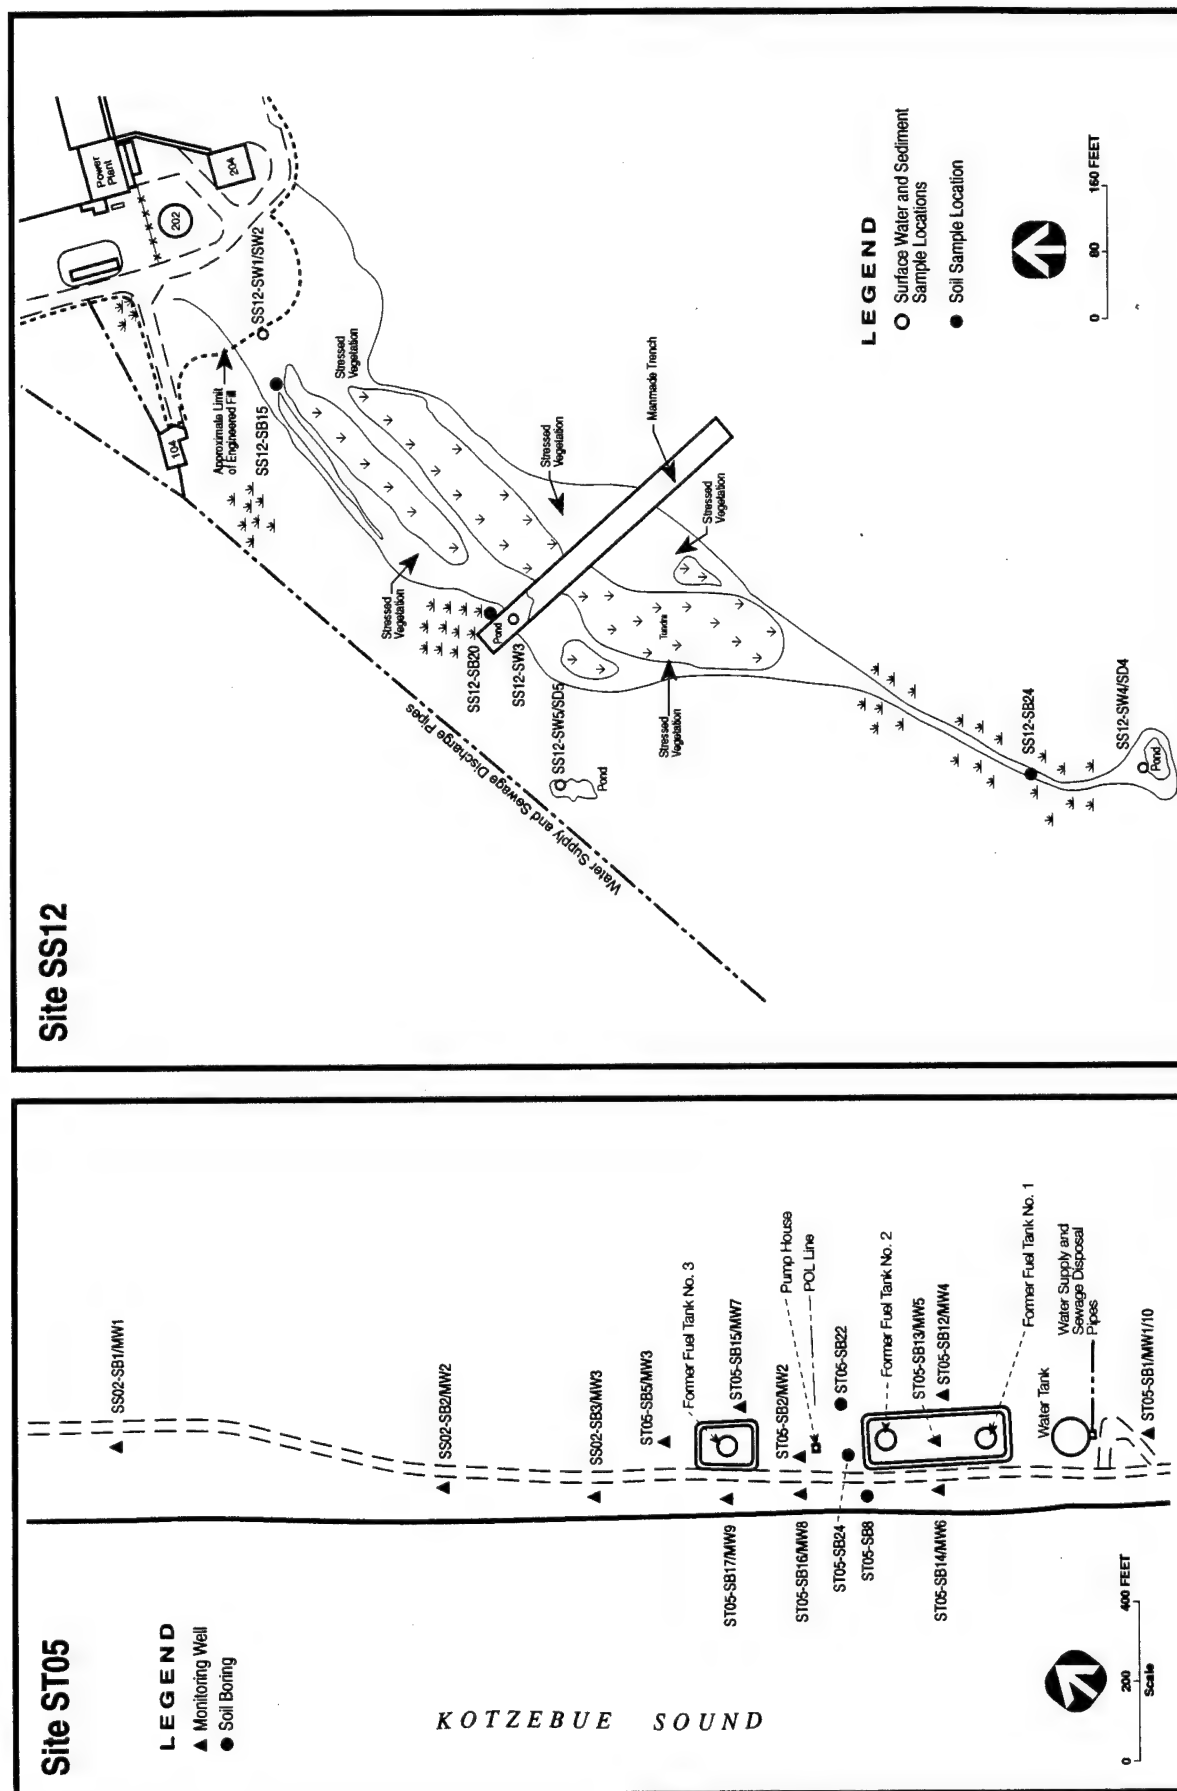 Site ST05
LEGEND
Monitoring Well
Soil Boring
KOTZEBUE SOUND
SS02-SB1/MW1
SS02-SB2/MW2
SS02-SB3/MW3
ST05-SB5/MW3
Former Fuel Tank No. 3
ST05-SB15/MW7
ST05-SB17/MW9
ST05-SB2/MW2
Pump House
POL Line
ST05-SB16/MW8
ST05-SB22
ST05-SB24
ST05-SB8
Former Fuel Tank No. 2
ST05-SB13/MW5
ST05-SB12/MW4
ST05-SB14/MW6
Former Fuel Tank No. 1
Water Tank
Water Supply and
Sewage Disposal
Pipes
ST05-SB1/MW1/10
0
200
400 FEET
Scale
Site SS12
Power
Plant
202
204
104
SS12-SW1/SW2
Approximate Limit
of Engineered Fill
SS12-SB15
Stressed
Vegetation
Stressed
Vegetation
Stressed
Vegetation
Manmade Trench
Stressed
Vegetation
Stressed
Vegetation
Tundra
SS12-SB20
Pond
SS12-SW3
SS12-SW5/SD5
Pond
Water Supply and Sewage Discharge Pipes
SS12-SB24
SS12-SW4/SD4
Pond
LEGEND
Surface Water and Sediment
Sample Locations
Soil Sample Location
0
80
160 FEET